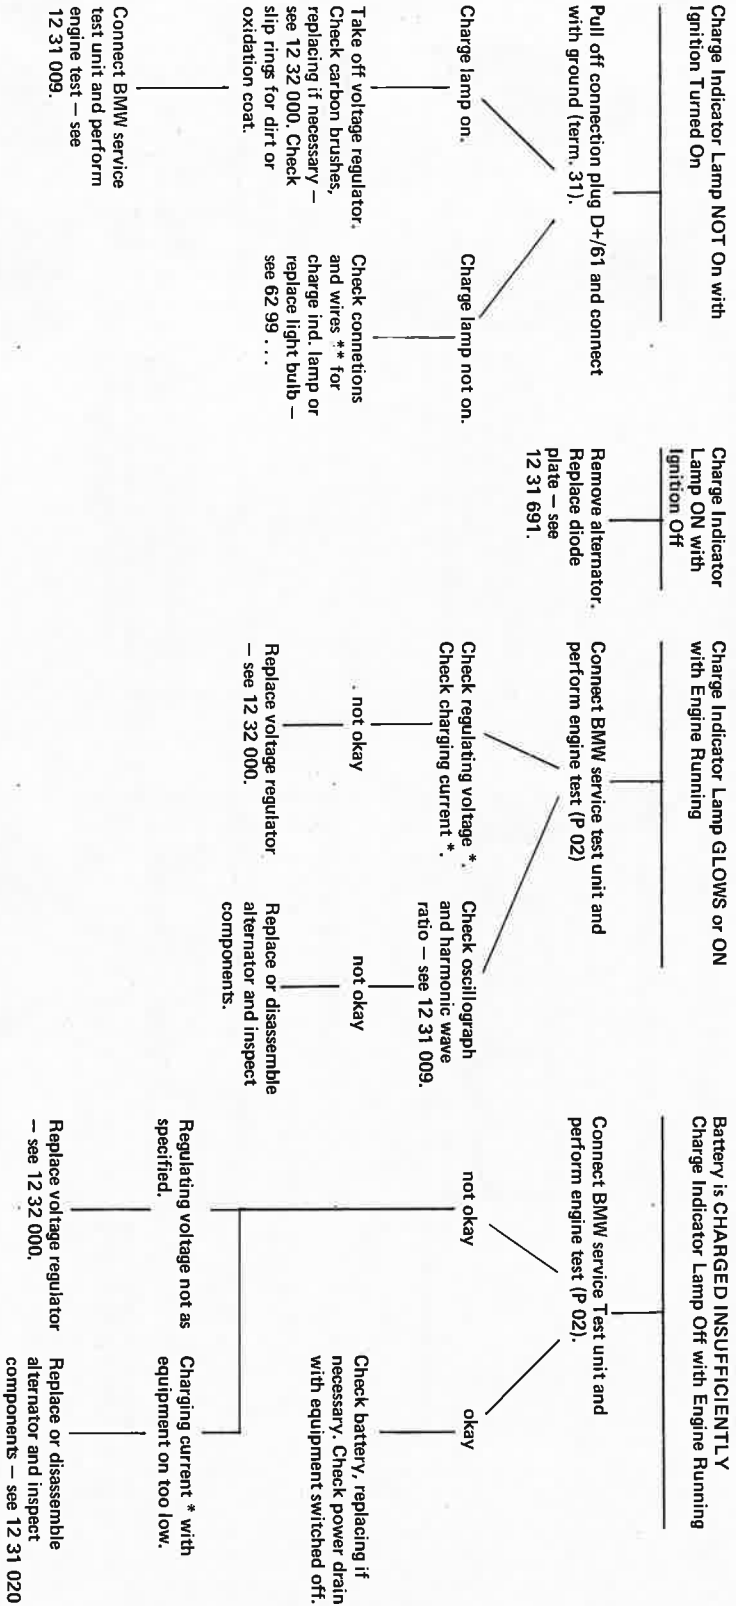 Charge Indicator Lamp NOT On with
Ignition Turned On
Pull off connection plug D+/61 and connect
with ground (term. 31).
Charge lamp on.
Take off voltage regulator.
Check carbon brushes,
replacing if necessary —
see 12 32 000. Check
slip rings for dirt or
oxidation coat.
Connect BMW service
test unit and perform
engine test — see
12 31 009.
Charge lamp not on.
Check connetions
and wires ** for
charge ind. lamp or
replace light bulb —
see 62 99 . . .
Charge Indicator
Lamp ON with
Ignition Off
Remove alternator.
Replace diode
plate — see
12 31 691.
Charge Indicator Lamp GLOWS or ON
with Engine Running
Connect BMW service test unit and
perform engine test (P 02)
Check regulating voltage *.
Check charging current *.
not okay
Replace voltage regulator
— see 12 32 000.
Check oscillograph
and harmonic wave
ratio — see 12 31 009.
not okay
Replace or disassemble
alternator and inspect
components.
Battery is CHARGED INSUFFICIENTLY
Charge Indicator Lamp Off with Engine Running
Connect BMW service Test unit and
perform engine test (P 02).
not okay
Regulating voltage not as
specified.
Replace voltage regulator
— see 12 32 000.
Charging current * with
equipment on too low.
Replace or disassemble
alternator and inspect
components — see 12 31 020
okay
Check battery, replacing if
necessary. Check power drain
with equipment switched off.